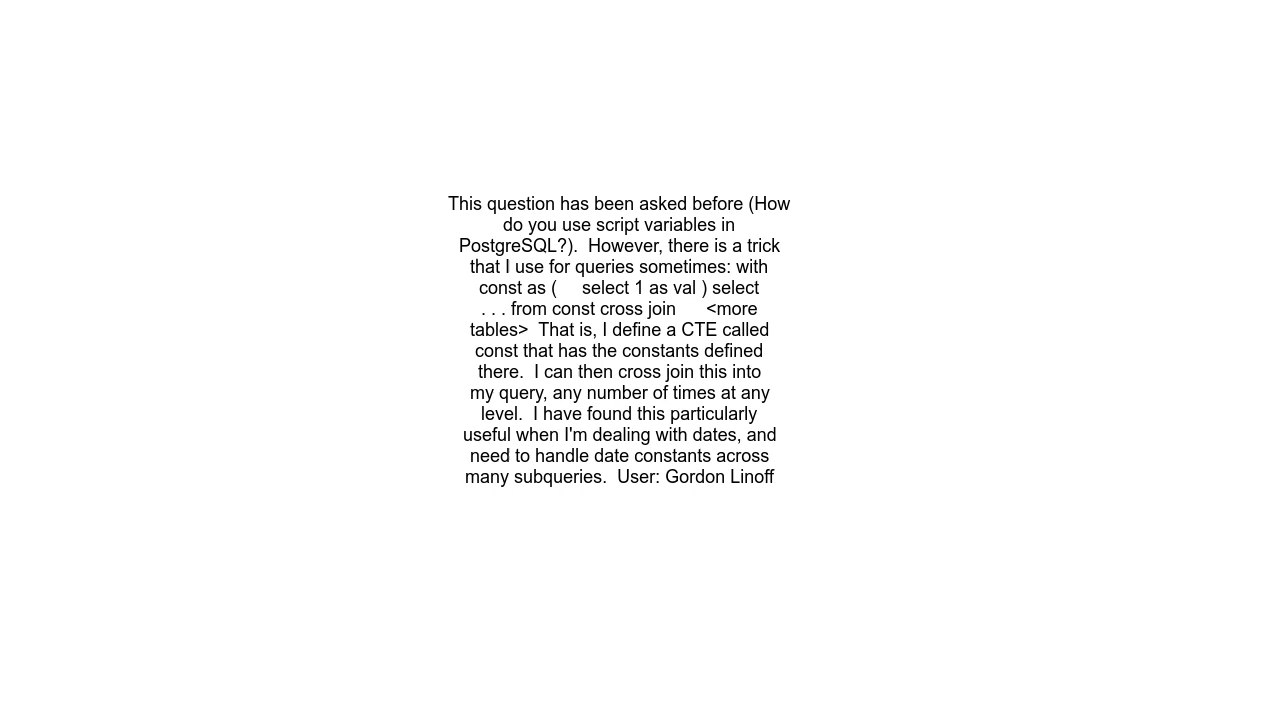 This question has been asked before (How
do you use script variables in
PostgreSQL?).  However, there is a trick
that I use for queries sometimes: with
const as (     select 1 as val ) select
. . . from const cross join      <more
tables>  That is, I define a CTE called
const that has the constants defined
there.  I can then cross join this into
my query, any number of times at any
level.  I have found this particularly
useful when I'm dealing with dates, and
need to handle date constants across
many subqueries.  User: Gordon Linoff